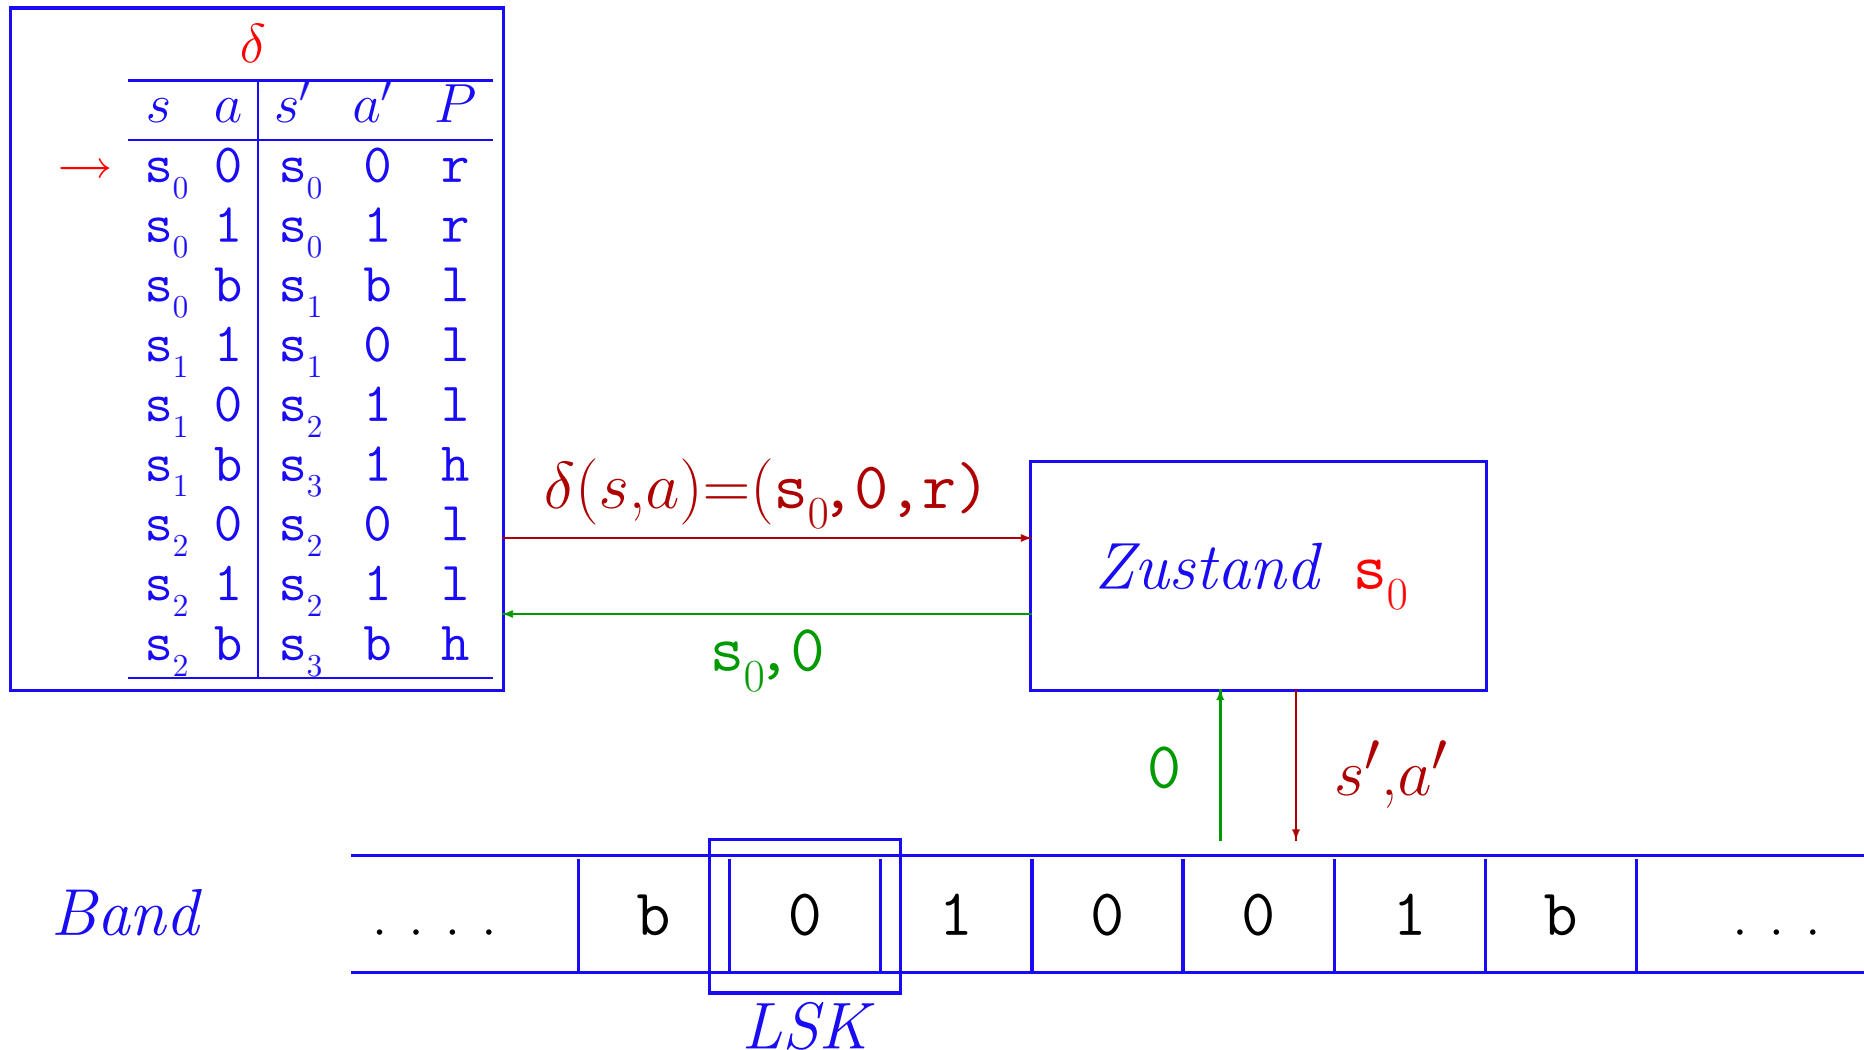 δ
s a s′ a′ P
→ s₀ 0 s₀ 0 r
s₀ 1 s₀ 1 r
s₀ b s₁ b l
s₁ 1 s₁ 0 l
s₁ 0 s₂ 1 l
s₁ b s₃ 1 h
s₂ 0 s₂ 0 l
s₂ 1 s₂ 1 l
s₂ b s₃ b h
δ(s,a)=(s₀,0,r)
Zustand s₀
s₀,0
0
s′,a′
Band . . . . b 0 1 0 0 1 b . . .
LSK